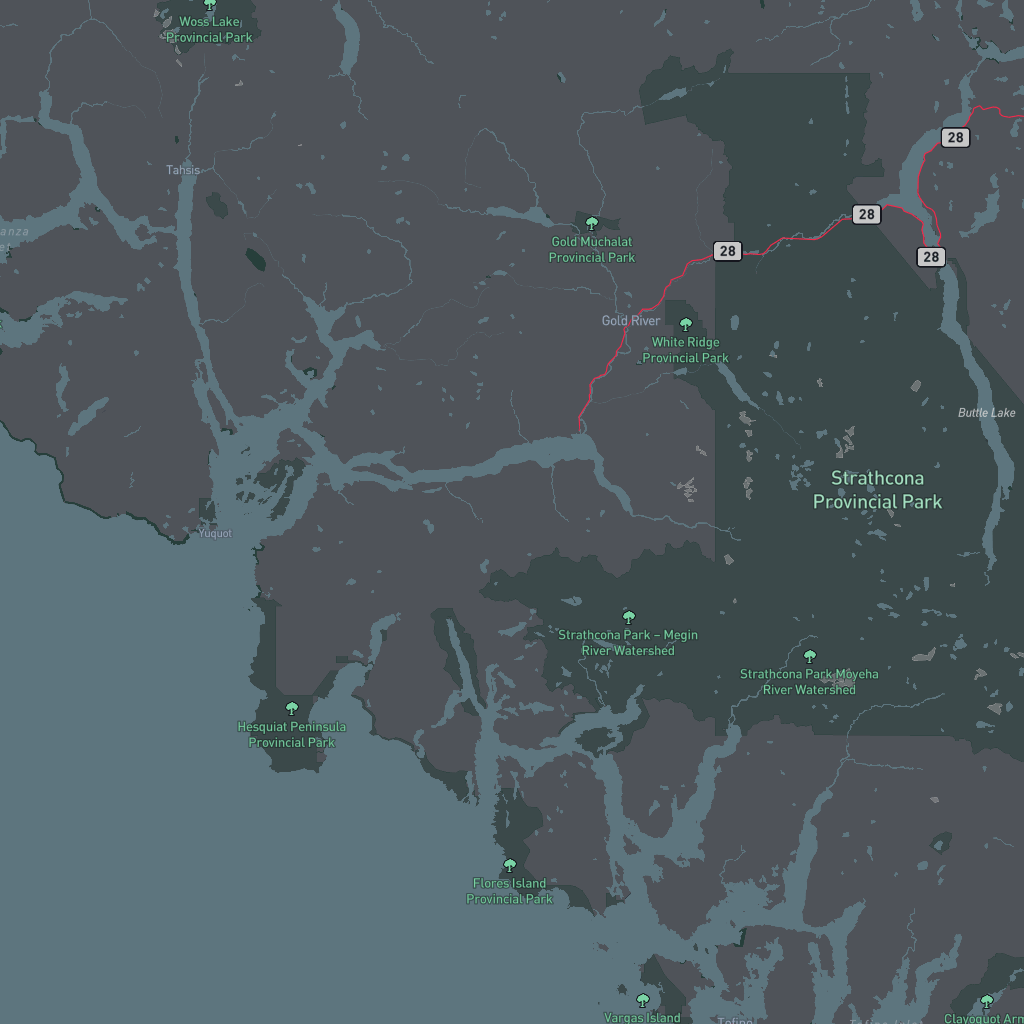 Woss Lake
Provincial Park
28
Tahsis
28
anza
et
Gold Muchalat
Provincial Park
28
28
Gold River
White Ridge
Provincial Park
Buttle Lake
Strathcona
Provincial Park
Yuquot
Strathcona Park – Megin
River Watershed
Strathcona Park Moyeha
River Watershed
Hesquiat Peninsula
Provincial Park
Flores Island
Provincial Park
Vargas Island
Clayoquot Arm